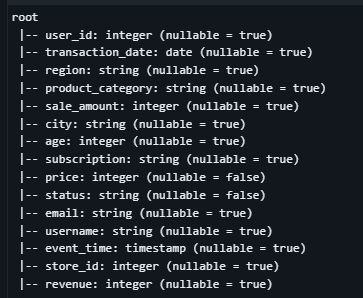 root
 |-- user_id: integer (nullable = true)
 |-- transaction_date: date (nullable = true)
 |-- region: string (nullable = true)
 |-- product_category: string (nullable = true)
 |-- sale_amount: integer (nullable = true)
 |-- city: string (nullable = true)
 |-- age: integer (nullable = true)
 |-- subscription: string (nullable = true)
 |-- price: integer (nullable = false)
 |-- status: string (nullable = false)
 |-- email: string (nullable = true)
 |-- username: string (nullable = true)
 |-- event_time: timestamp (nullable = true)
 |-- store_id: integer (nullable = true)
 |-- revenue: integer (nullable = true)